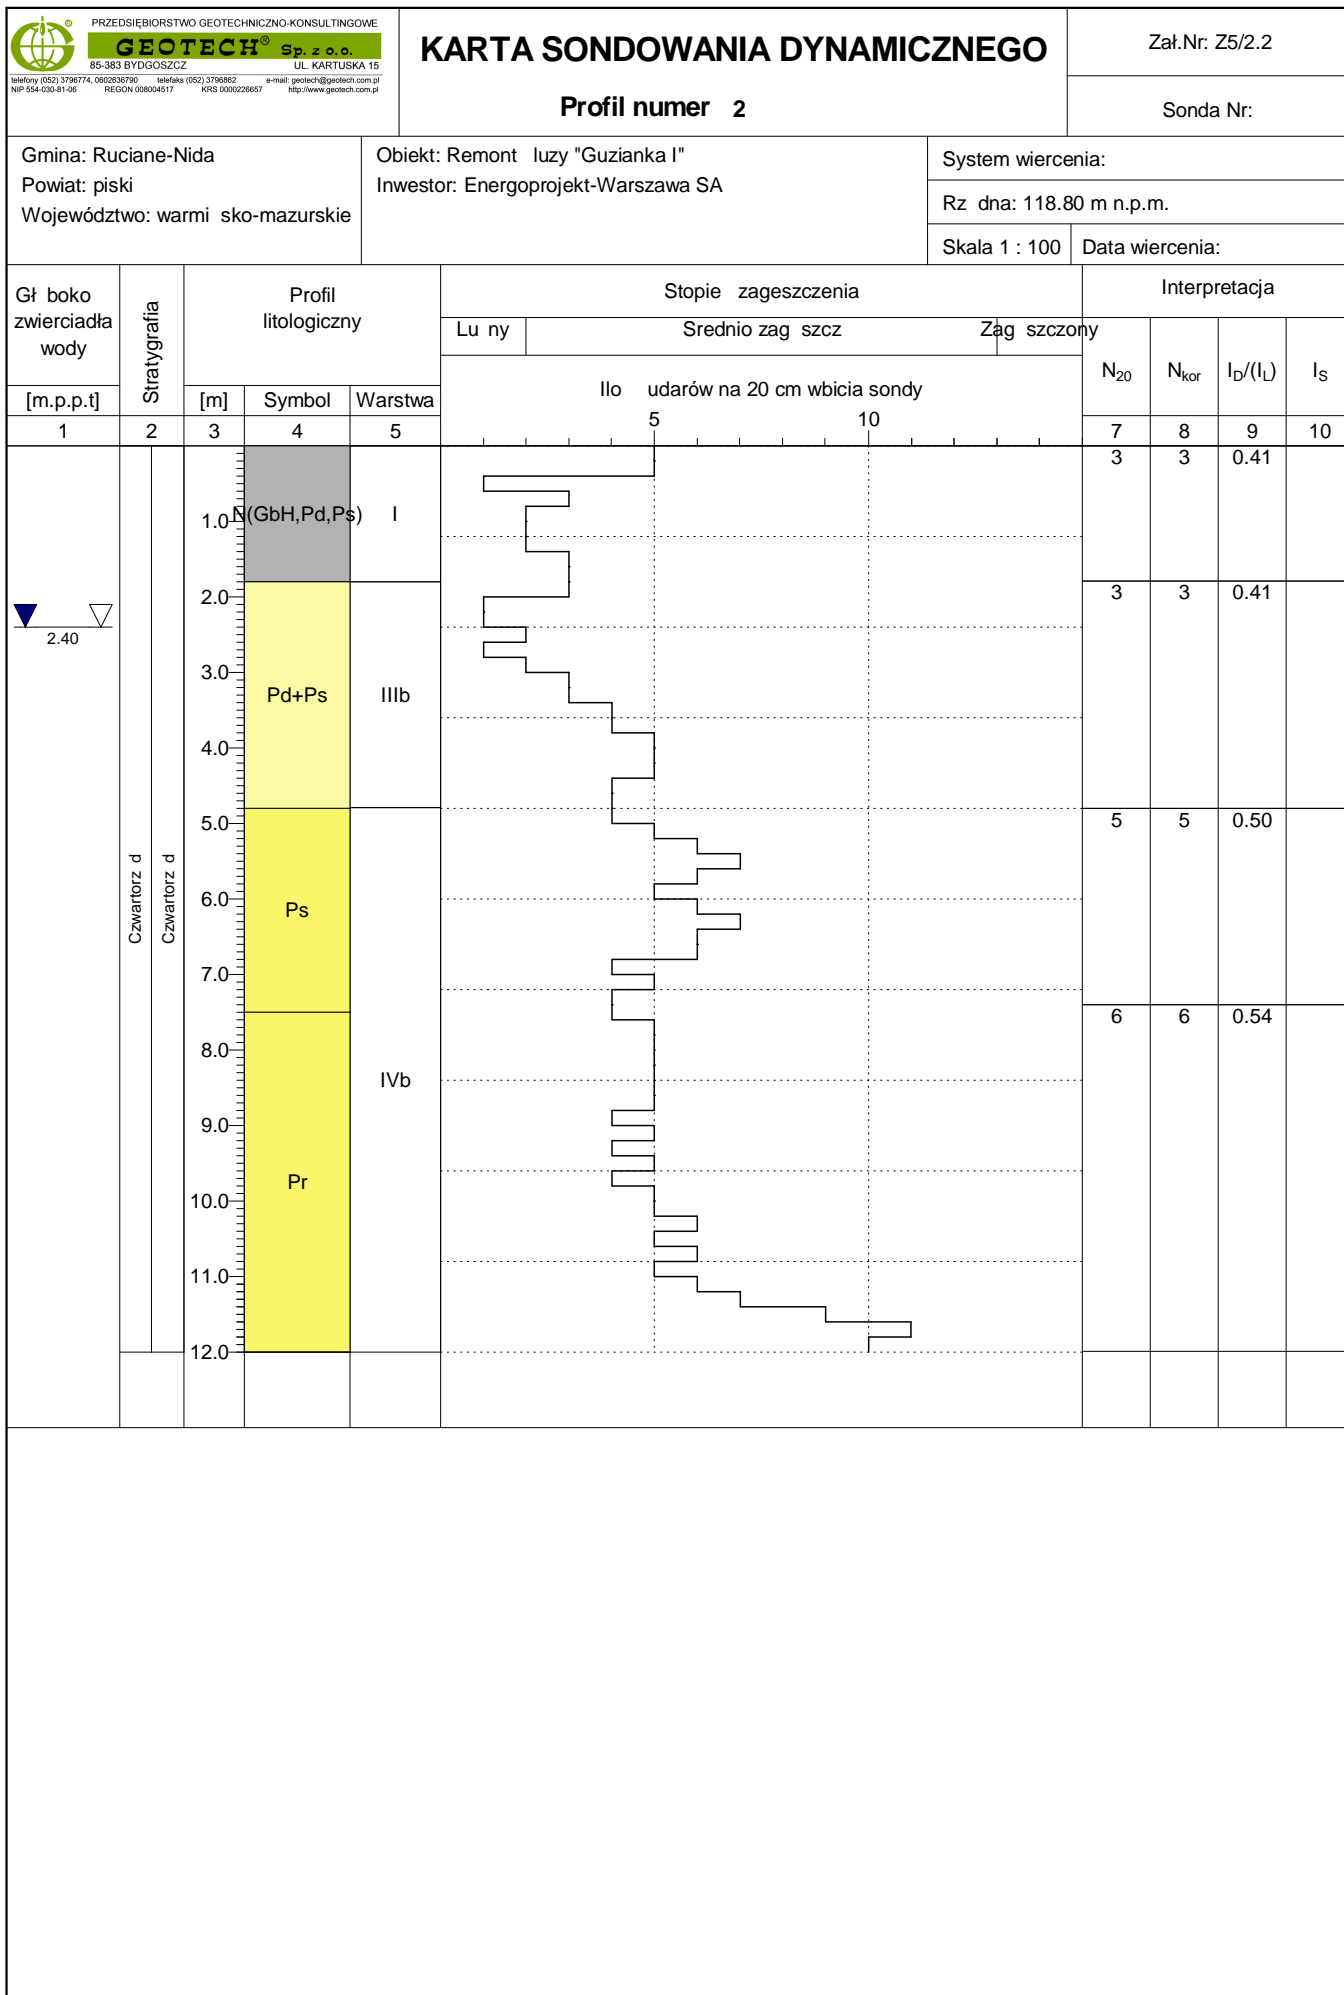 PRZEDSIĘBIORSTWO GEOTECHNICZNO-KONSULTINGOWE
GEOTECH® Sp. z o.o.
85-383 BYDGOSZCZ UL. KARTUSKA 15
telefony (052) 3796774, 0602636790 telefaks (052) 3796862 e-mail: geotech@geotech.com.pl
NIP 554-030-81-06 REGON 008004517 KRS 0000226657 http://www.geotech.com.pl
KARTA SONDOWANIA DYNAMICZNEGO
Profil numer 2
Zał.Nr: Z5/2.2
Sonda Nr:
Gmina: Ruciane-Nida
Powiat: piski
Województwo: warmi sko-mazurskie
Obiekt: Remont luzy "Guzianka I"
Inwestor: Energoprojekt-Warszawa SA
System wiercenia:
Rz dna: 118.80 m n.p.m.
Skala 1 : 100 Data wiercenia:
Gł boko
zwierciadła
wody
[m.p.p.t]
Stratygrafia
Profil
litologiczny
[m] Symbol Warstwa
Stopie zageszczenia
Lu ny Srednio zag szcz Zag szczony
Ilo udarów na 20 cm wbicia sondy
5 10
Interpretacja
N20 Nkor ID/(IL) IS
1 2 3 4 5 7 8 9 10
3 3 0.41
1.0 N(GbH,Pd,Ps) I
2.0 3 3 0.41
2.40
3.0
Pd+Ps IIIb
4.0
5.0 5 5 0.50
Czwartorz d Czwartorz d
6.0
Ps
7.0
6 6 0.54
8.0
IVb
9.0
Pr
10.0
11.0
12.0